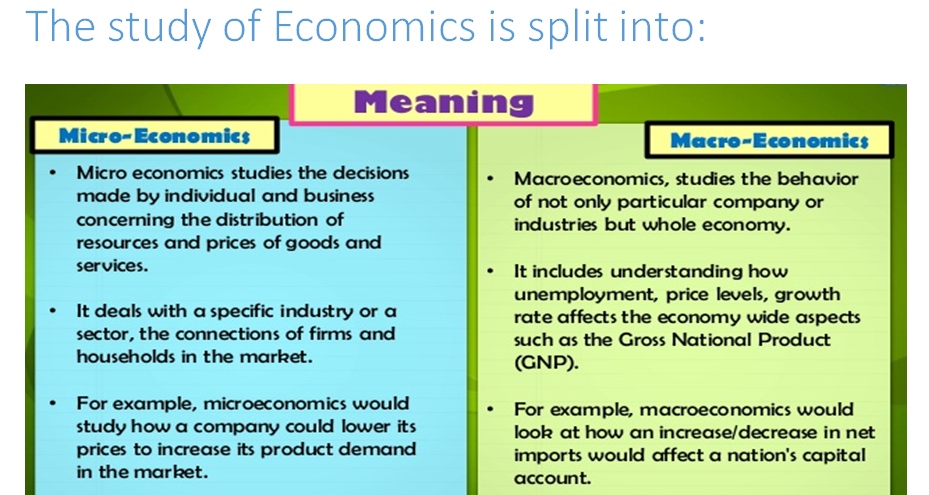 The study of Economics is split into:
Meaning
Micro-Economics
• Micro economics studies the decisions
made by individual and business
concerning the distribution of
resources and prices of goods and
services.
• It deals with a specific industry or a
sector, the connections of firms and
households in the market.
• For example, microeconomics would
study how a company could lower its
prices to increase its product demand
in the market.
Macro-Economics
• Macroeconomics, studies the behavior
of not only particular company or
industries but whole economy.
• It includes understanding how
unemployment, price levels, growth
rate affects the economy wide aspects
such as the Gross National Product
(GNP).
• For example, macroeconomics would
look at how an increase/decrease in net
imports would affect a nation's capital
account.